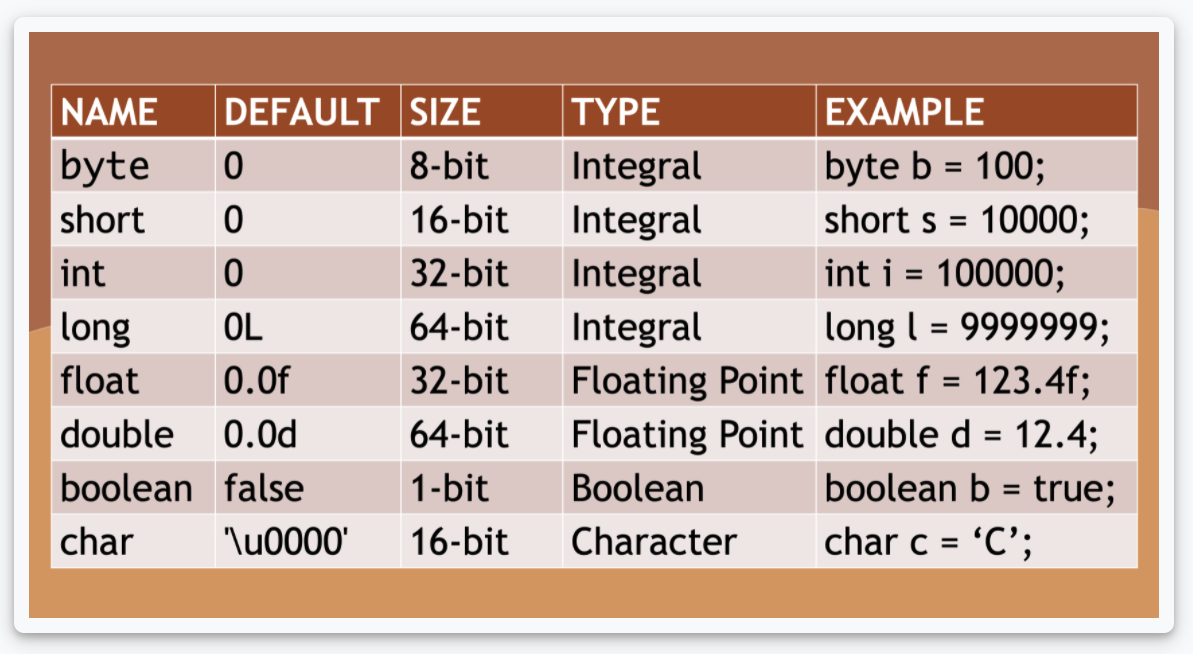 NAME DEFAULT SIZE TYPE EXAMPLE
byte 0 8-bit Integral byte b = 100;
short 0 16-bit Integral short s = 10000;
int 0 32-bit Integral int i = 100000;
long 0L 64-bit Integral long l = 9999999;
float 0.0f 32-bit Floating Point float f = 123.4f;
double 0.0d 64-bit Floating Point double d = 12.4;
boolean false 1-bit Boolean boolean b = true;
char '\u0000' 16-bit Character char c = ‘C’;